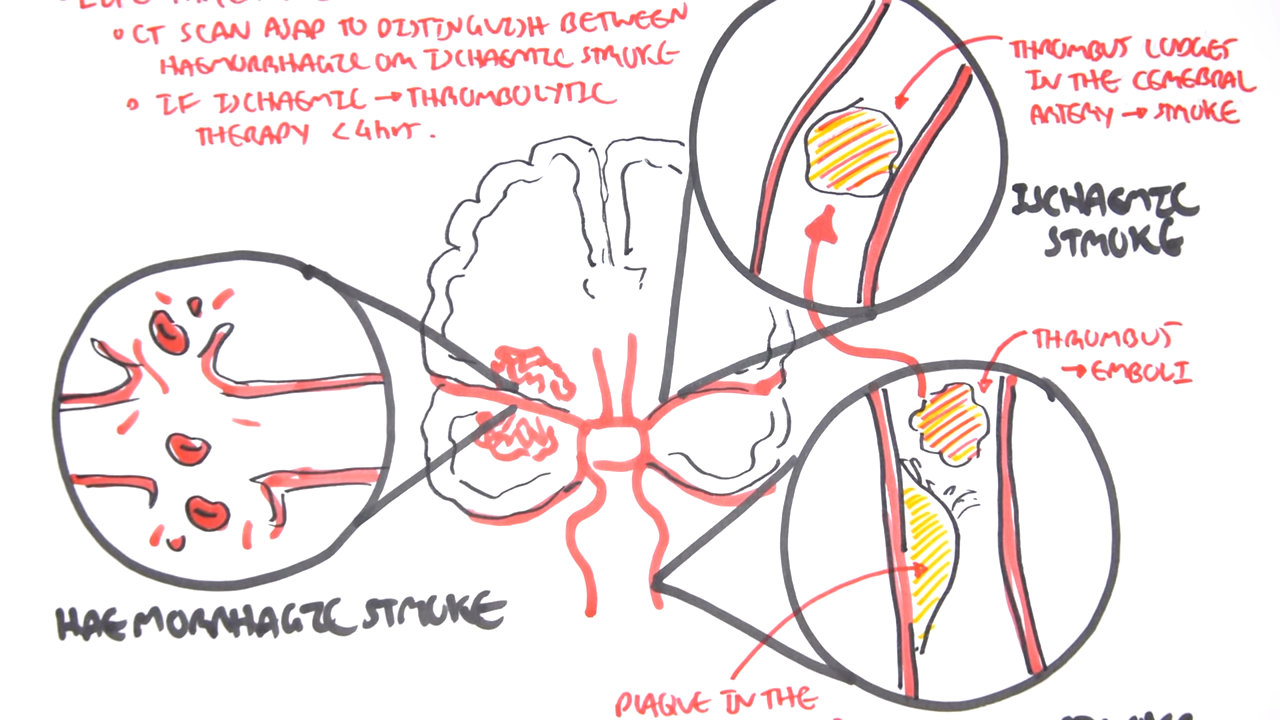 • CT SCAN ASAP TO DISTINGUISH BETWEEN
HAEMORRHAGIC OR ISCHAEMIC STROKE
• IF ISCHAEMIC → THROMBOLYTIC
THERAPY < 4hrs.
THROMBUS LODGES
IN THE CEREBRAL
ARTERY → STROKE
ISCHAEMIC
STROKE
THROMBUS
→ EMBOLI
HAEMORRHAGIC STROKE
PLAQUE IN THE